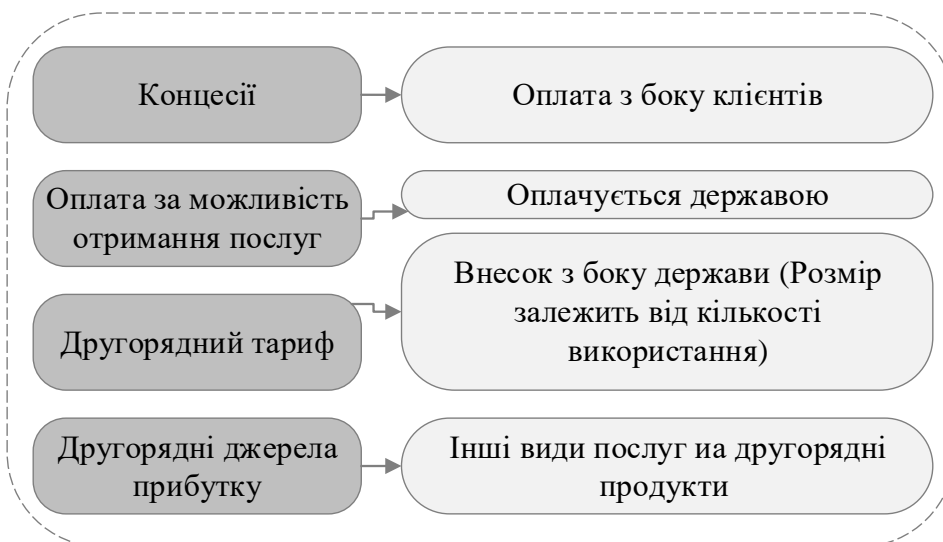 Концесії
Оплата з боку клієнтів
Оплата за можливість
отримання послуг
Оплачується державою
Другорядний тариф
Внесок з боку держави (Розмір
залежить від кількості
використання)
Другорядні джерела
прибутку
Інші види послуг иа другорядні
продукти